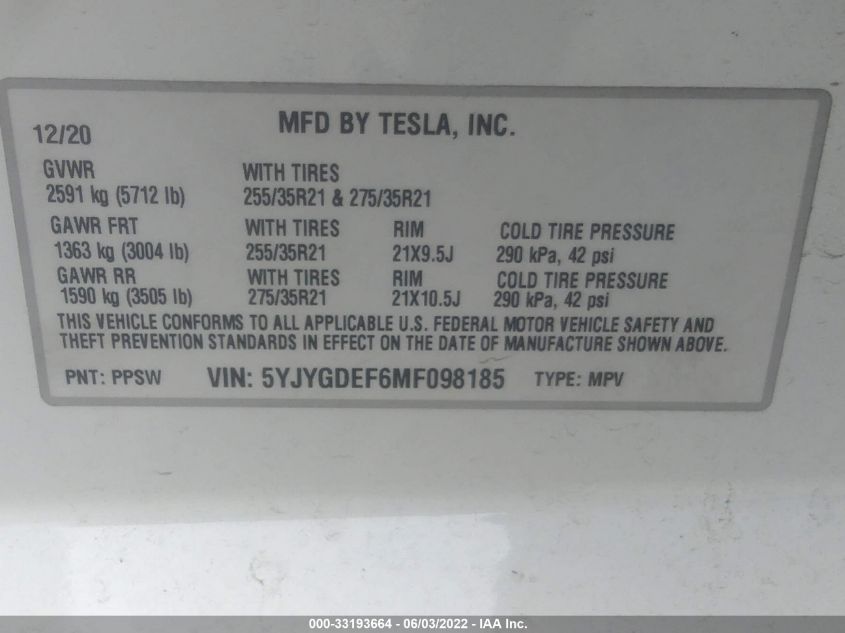 MFD BY TESLA, INC.
12/20
GVWR WITH TIRES
2591 kg (5712 lb) 255/35R21 & 275/35R21
GAWR FRT WITH TIRES RIM COLD TIRE PRESSURE
1363 kg (3004 lb) 255/35R21 21X9.5J 290 kPa, 42 psi
GAWR RR WITH TIRES RIM COLD TIRE PRESSURE
1590 kg (3505 lb) 275/35R21 21X10.5J 290 kPa, 42 psi
THIS VEHICLE CONFORMS TO ALL APPLICABLE U.S. FEDERAL MOTOR VEHICLE SAFETY AND
THEFT PREVENTION STANDARDS IN EFFECT ON THE DATE OF MANUFACTURE SHOWN ABOVE.
PNT: PPSW VIN: 5YJYGDEF6MF098185 TYPE: MPV
000-33193664 - 06/03/2022 - IAA Inc.